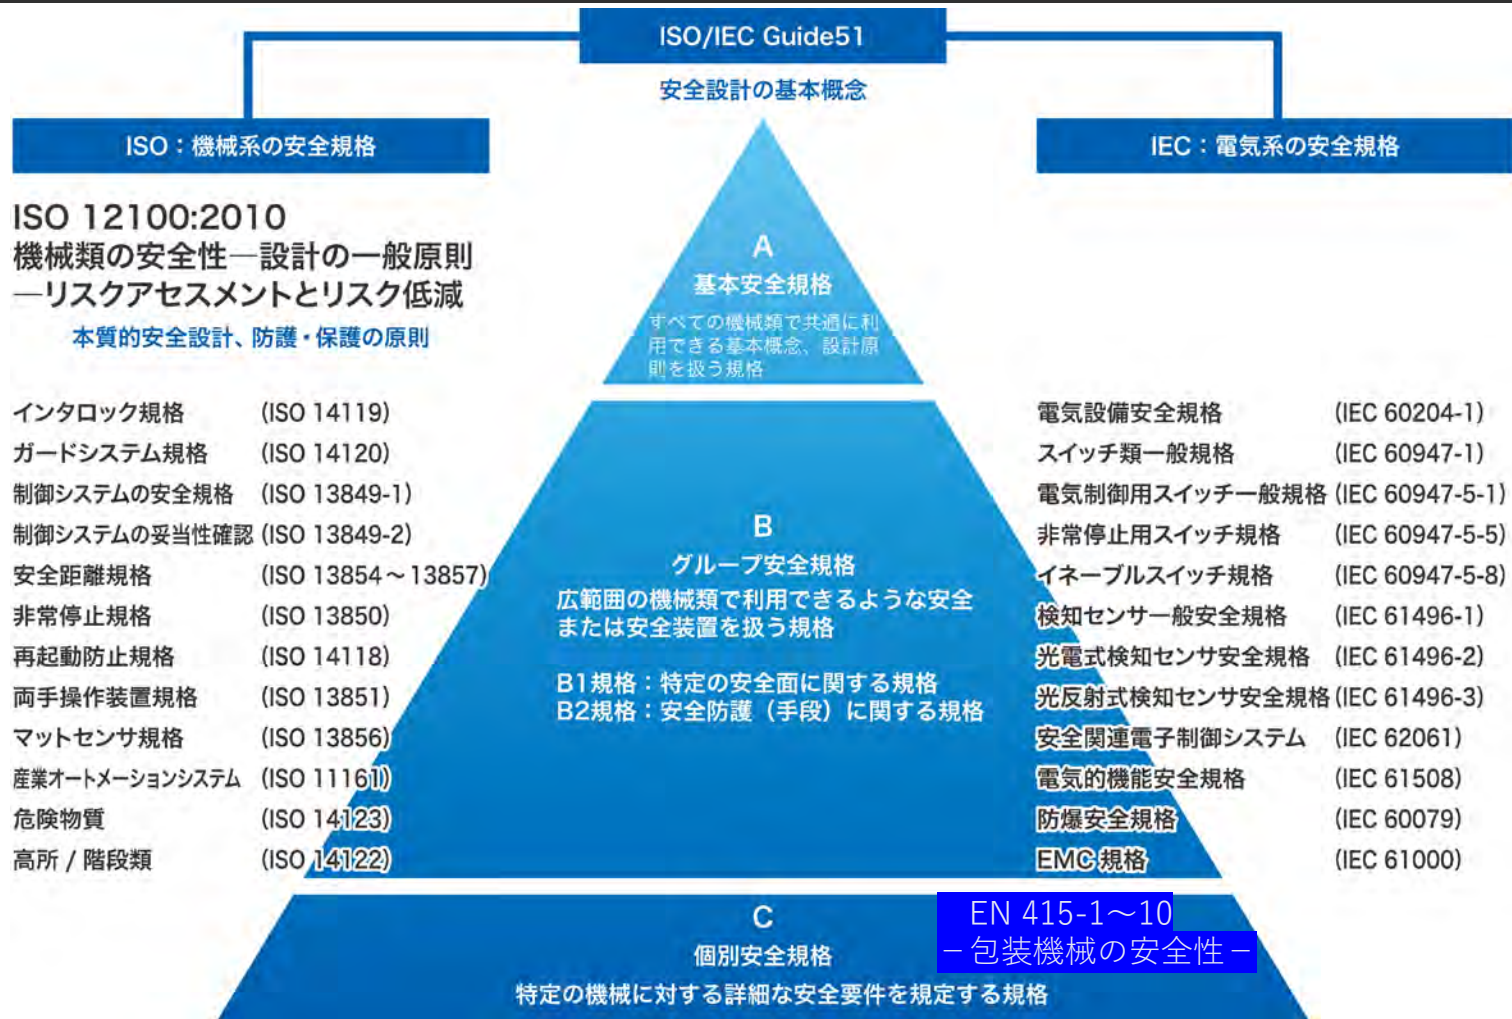 ISO/IEC Guide51
安全設計の基本概念
ISO：機械系の安全規格
IEC：電気系の安全規格
ISO 12100:2010
機械類の安全性―設計の一般原則
―リスクアセスメントとリスク低減
本質的安全設計、防護・保護の原則
A
基本安全規格
すべての機械類で共通に利
用できる基本概念、設計原
則を扱う規格
インタロック規格 (ISO 14119)
ガードシステム規格 (ISO 14120)
制御システムの安全規格 (ISO 13849-1)
制御システムの妥当性確認 (ISO 13849-2)
安全距離規格 (ISO 13854～13857)
非常停止規格 (ISO 13850)
再起動防止規格 (ISO 14118)
両手操作装置規格 (ISO 13851)
マットセンサ規格 (ISO 13856)
産業オートメーションシステム (ISO 11161)
危険物質 (ISO 14123)
高所 / 階段類 (ISO 14122)
B
グループ安全規格
広範囲の機械類で利用できるような安全
または安全装置を扱う規格
B1規格：特定の安全面に関する規格
B2規格：安全防護（手段）に関する規格
電気設備安全規格 (IEC 60204-1)
スイッチ類一般規格 (IEC 60947-1)
電気制御用スイッチ一般規格 (IEC 60947-5-1)
非常停止用スイッチ規格 (IEC 60947-5-5)
イネーブルスイッチ規格 (IEC 60947-5-8)
検知センサ一般安全規格 (IEC 61496-1)
光電式検知センサ安全規格 (IEC 61496-2)
光反射式検知センサ安全規格 (IEC 61496-3)
安全関連電子制御システム (IEC 62061)
電気的機能安全規格 (IEC 61508)
防爆安全規格 (IEC 60079)
EMC 規格 (IEC 61000)
C
個別安全規格
特定の機械に対する詳細な安全要件を規定する規格
EN 415-1～10
－包装機械の安全性－